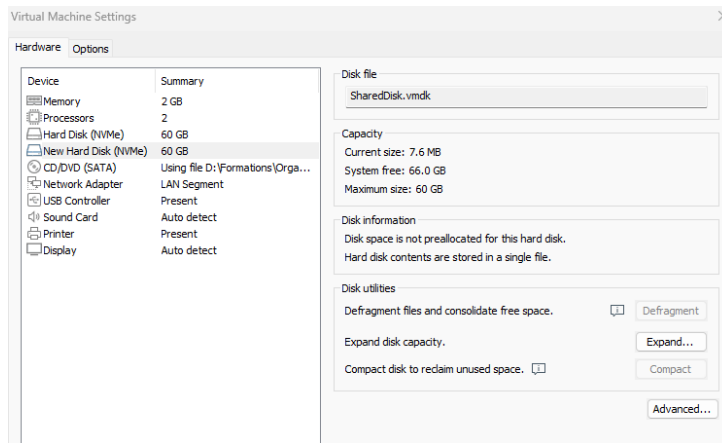 Virtual Machine Settings
Hardware Options
Device Summary
Memory 2 GB
Processors 2
Hard Disk (NVMe) 60 GB
New Hard Disk (NVMe) 60 GB
CD/DVD (SATA) Using file D:\Formations\Orga...
Network Adapter LAN Segment
USB Controller Present
Sound Card Auto detect
Printer Present
Display Auto detect
Disk file
SharedDisk.vmdk
Capacity
Current size: 7.6 MB
System free: 66.0 GB
Maximum size: 60 GB
Disk information
Disk space is not preallocated for this hard disk.
Hard disk contents are stored in a single file.
Disk utilities
Defragment files and consolidate free space. Defragment
Expand disk capacity. Expand...
Compact disk to reclaim unused space. Compact
Advanced...